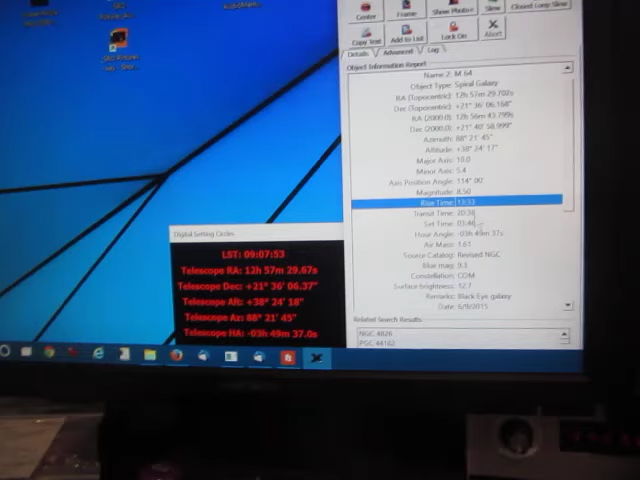 Center
Frame
Show Photo
Slew
Closed Loop Slew
Copy Text
Add to List
Lock On
Abort
Details
Advanced
Log
Object Information Report
Name 2: M 64
Object Type: Spiral Galaxy
RA (Topocentric): 12h 57m 29.702s
Dec (Topocentric): +21° 36' 06.168"
RA (2000.0): 12h 56m 43.799s
Dec (2000.0): +21° 40' 58.999"
Azimuth: 88° 21' 45"
Altitude: +38° 24' 17"
Major Axis: 10.0
Minor Axis: 5.4
Axis Position Angle: 114° 00'
Magnitude: 8.50
Rise Time: 13:33
Transit Time: 20:38
Set Time: 03:46
Hour Angle: -03h 49m 37s
Air Mass: 1.61
Source Catalog: Revised NGC
Blue mag: 9.3
Constellation: COM
Surface brightness: 12.7
Remarks: Black Eye galaxy
Date: 6/9/2015
Related Search Results:
NGC 4826
PGC 44182
Digital Setting Circles
LST: 09:07:53
Telescope RA: 12h 57m 29.67s
Telescope Dec: +21° 36' 06.37"
Telescope Alt: +38° 24' 18"
Telescope Az: 88° 21' 45"
Telescope HA: -03h 49m 37.0s